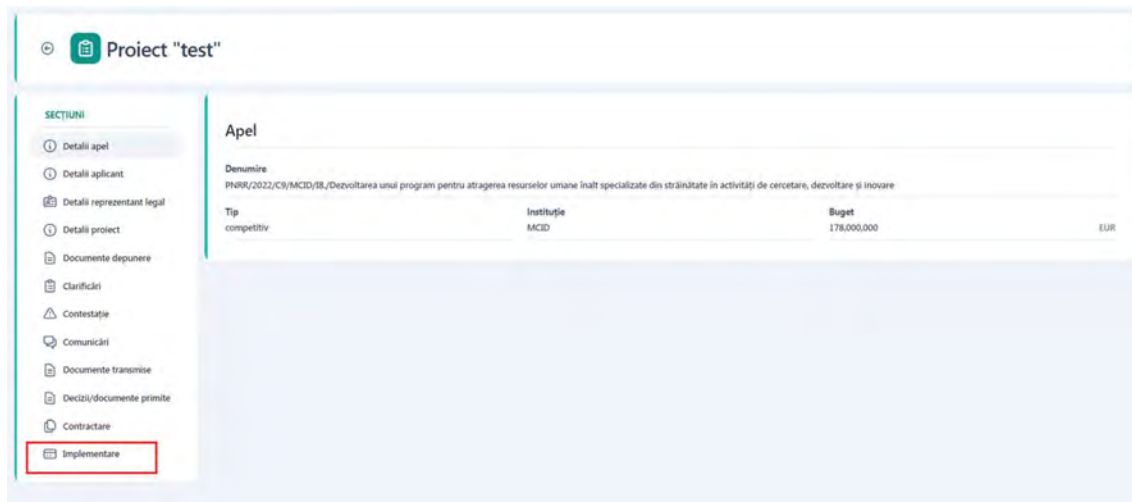 Proiect "test"
SECȚIUNI
Detalii apel
Detalii aplicant
Detalii reprezentant legal
Detalii proiect
Documente depunere
Clarificări
Contestație
Comunicări
Documente transmise
Decizii/documente primite
Contractare
Implementare
Apel
Denumire
PNRR/2022/C9/MCID/I8./Dezvoltarea unui program pentru atragerea resurselor umane înalt specializate din străinătate în activități de cercetare, dezvoltare și inovare
Tip Instituție Buget
competitiv MCID 178,000,000 EUR